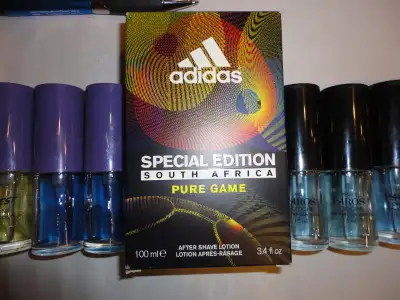 adidas
SPECIAL EDITION
SOUTH AFRICA
PURE GAME
100 ml e 3.4 fl. oz
AFTER SHAVE LOTION
LOTION APRÈS-RASAGE